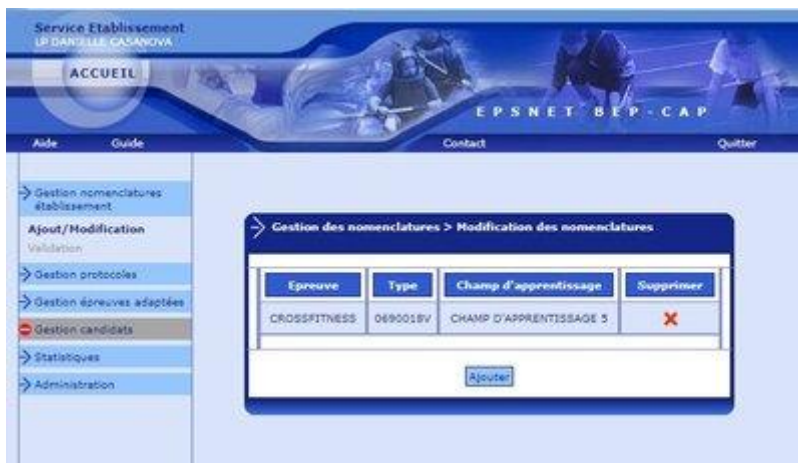 Service Etablissement
LP DANIELLE CASANOVA
ACCUEIL
EPSNET BEP-CAP
Aide Guide Contact Quitter
Gestion nomenclatures
établissement
Ajout/Modification
Validation
Gestion protocoles
Gestion épreuves adaptées
Gestion candidats
Statistiques
Administration
Gestion des nomenclatures > Modification des nomenclatures
Epreuve Type Champ d'apprentissage Supprimer
CROSSFITNESS 0690018V CHAMP D'APPRENTISSAGE 5
Ajouter